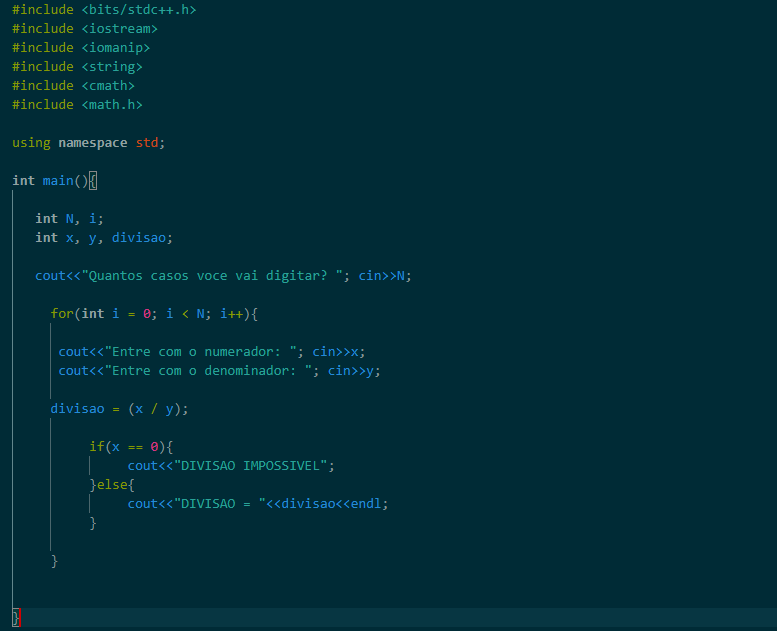 #include <bits/stdc++.h>
#include <iostream>
#include <iomanip>
#include <string>
#include <cmath>
#include <math.h>
using namespace std;
int main(){
int N, i;
int x, y, divisao;
cout<<"Quantos casos voce vai digitar? "; cin>>N;
for(int i = 0; i < N; i++){
cout<<"Entre com o numerador: "; cin>>x;
cout<<"Entre com o denominador: "; cin>>y;
divisao = (x / y);
if(x == 0){
cout<<"DIVISAO IMPOSSIVEL";
}else{
cout<<"DIVISAO = "<<divisao<<endl;
}
}
}